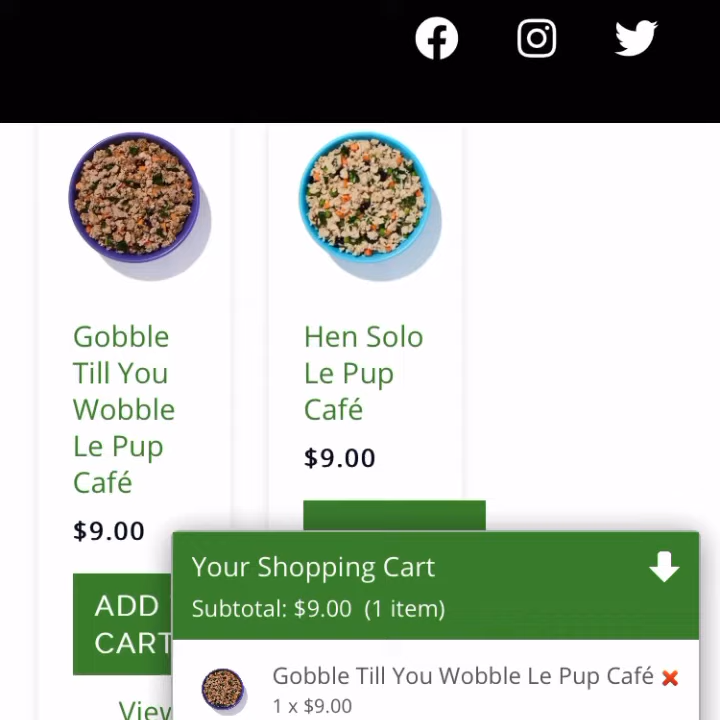 Gobble
Till You
Wobble
Le Pup
Café
$9.00
ADD
CART
View
Hen Solo
Le Pup
Café
$9.00
Your Shopping Cart
Subtotal: $9.00 (1 item)
Gobble Till You Wobble Le Pup Café
1 x $9.00